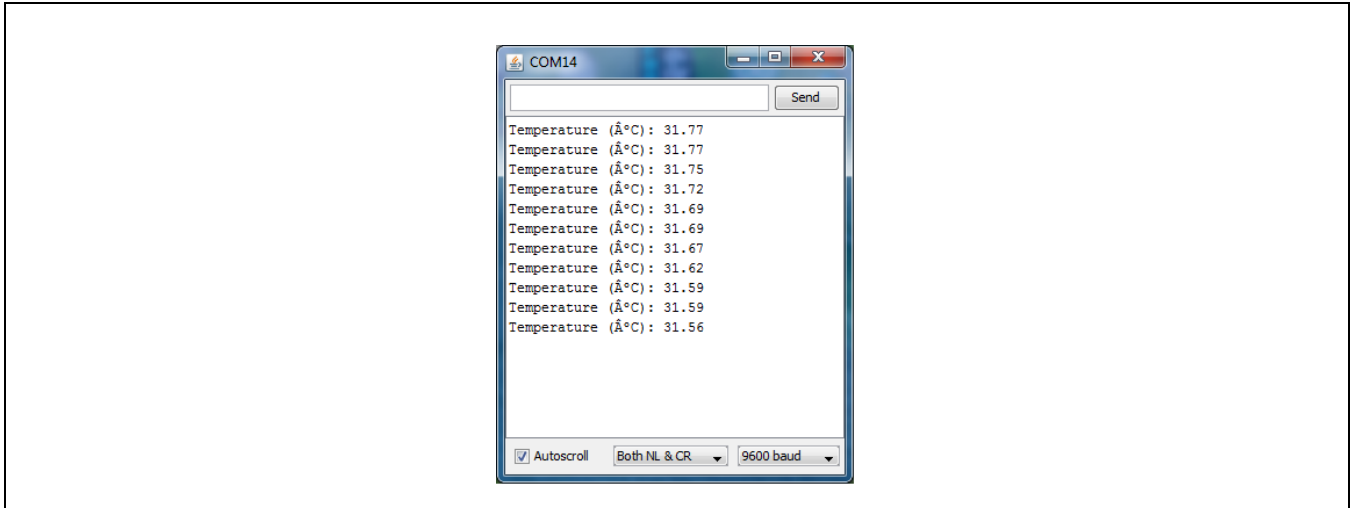 COM14
Send
Temperature (Â°C): 31.77
Temperature (Â°C): 31.77
Temperature (Â°C): 31.75
Temperature (Â°C): 31.72
Temperature (Â°C): 31.69
Temperature (Â°C): 31.69
Temperature (Â°C): 31.67
Temperature (Â°C): 31.62
Temperature (Â°C): 31.59
Temperature (Â°C): 31.59
Temperature (Â°C): 31.56
Autoscroll Both NL & CR 9600 baud